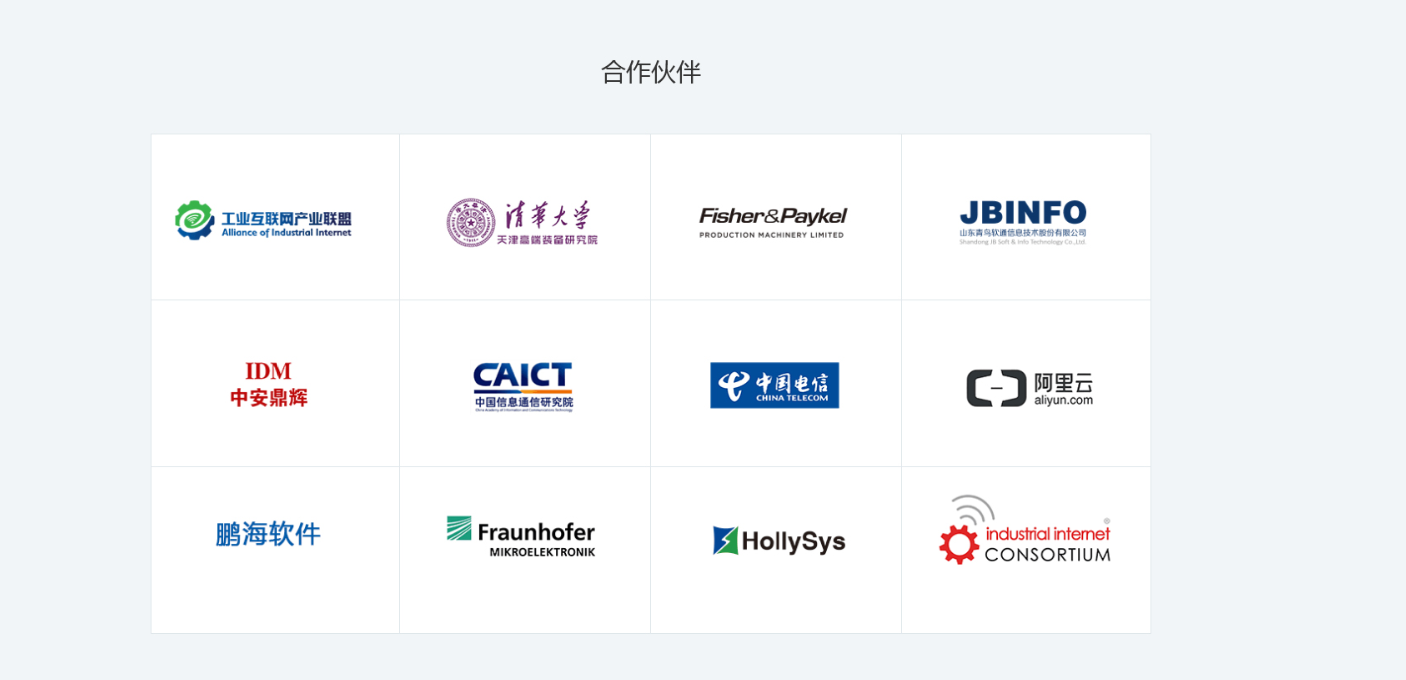 合作伙伴
工业互联网产业联盟
Alliance of Industrial Internet
清华大学
天津高端装备研究院
Fisher&Paykel
PRODUCTION MACHINERY LIMITED
JBINFO
山东青鸟软通信息技术股份有限公司
Shandong JB Soft & Info Technology Co.,Ltd.
IDM
中安鼎辉
CAICT
中国信息通信研究院
China Academy of Information and Communications Technology
中国电信
CHINA TELECOM
阿里云
aliyun.com
鹏海软件
Fraunhofer
MIKROELEKTRONIK
HollySys
industrial internet
CONSORTIUM